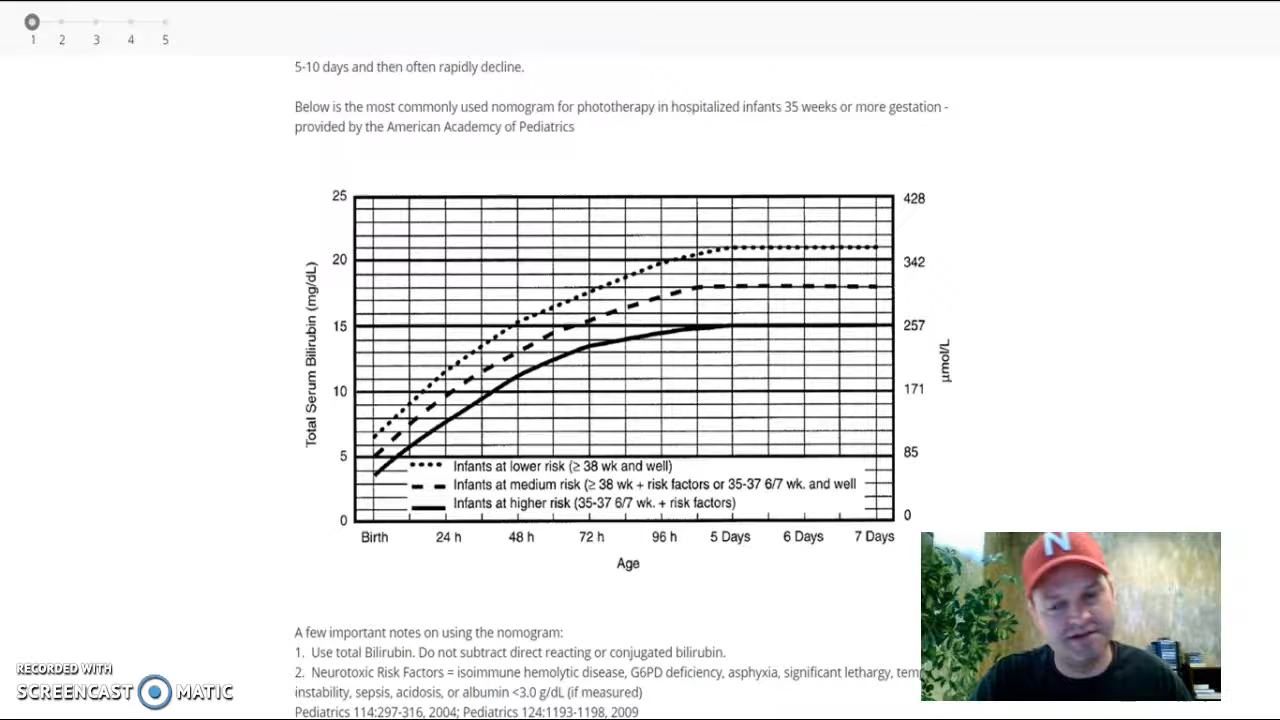 1 2 3 4 5
5-10 days and then often rapidly decline.
Below is the most commonly used nomogram for phototherapy in hospitalized infants 35 weeks or more gestation -
provided by the American Academcy of Pediatrics
25
20
15
10
5
0
Total Serum Bilirubin (mg/dL)
428
342
257
171
85
0
µmol/L
Infants at lower risk (≥ 38 wk and well)
Infants at medium risk (≥ 38 wk + risk factors or 35-37 6/7 wk. and well
Infants at higher risk (35-37 6/7 wk. + risk factors)
Birth 24 h 48 h 72 h 96 h 5 Days 6 Days 7 Days
Age
N
A few important notes on using the nomogram:
1. Use total Bilirubin. Do not subtract direct reacting or conjugated bilirubin.
2. Neurotoxic Risk Factors = isoimmune hemolytic disease, G6PD deficiency, asphyxia, significant lethargy,
instability, sepsis, acidosis, or albumin <3.0 g/dL (if measured)
Pediatrics 114:297-316, 2004; Pediatrics 124:1193-1198, 2009
RECORDED WITH
SCREENCAST MATIC